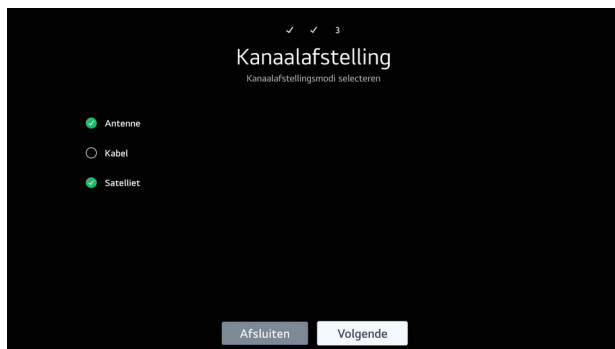 3
Kanaalafstelling
Kanaalafstellingsmodi selecteren
Antenne
Kabel
Satelliet
Afsluiten Volgende